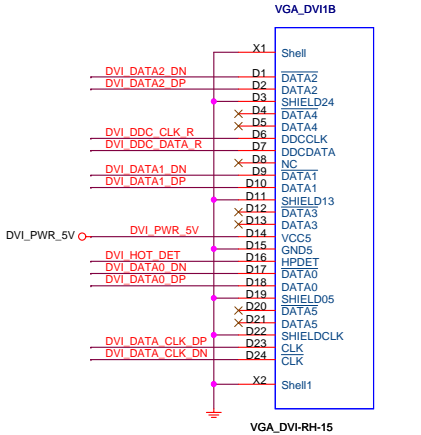 VGA_DVI1B
X1 Shell
DVI_DATA2_DN D1 DATA2
DVI_DATA2_DP D2 DATA2
D3 SHIELD24
D4 DATA4
D5 DATA4
DVI_DDC_CLK_R D6 DDCCLK
DVI_DDC_DATA_R D7 DDCDATA
D8 NC
DVI_DATA1_DN D9 DATA1
DVI_DATA1_DP D10 DATA1
D11 SHIELD13
D12 DATA3
D13 DATA3
DVI_PWR_5V DVI_PWR_5V D14 VCC5
D15 GND5
DVI_HOT_DET D16 HPDET
DVI_DATA0_DN D17 DATA0
DVI_DATA0_DP D18 DATA0
D19 SHIELD05
D20 DATA5
D21 DATA5
D22 SHIELDCLK
DVI_DATA_CLK_DP D23 CLK
DVI_DATA_CLK_DN D24 CLK
X2 Shell1
VGA_DVI-RH-15